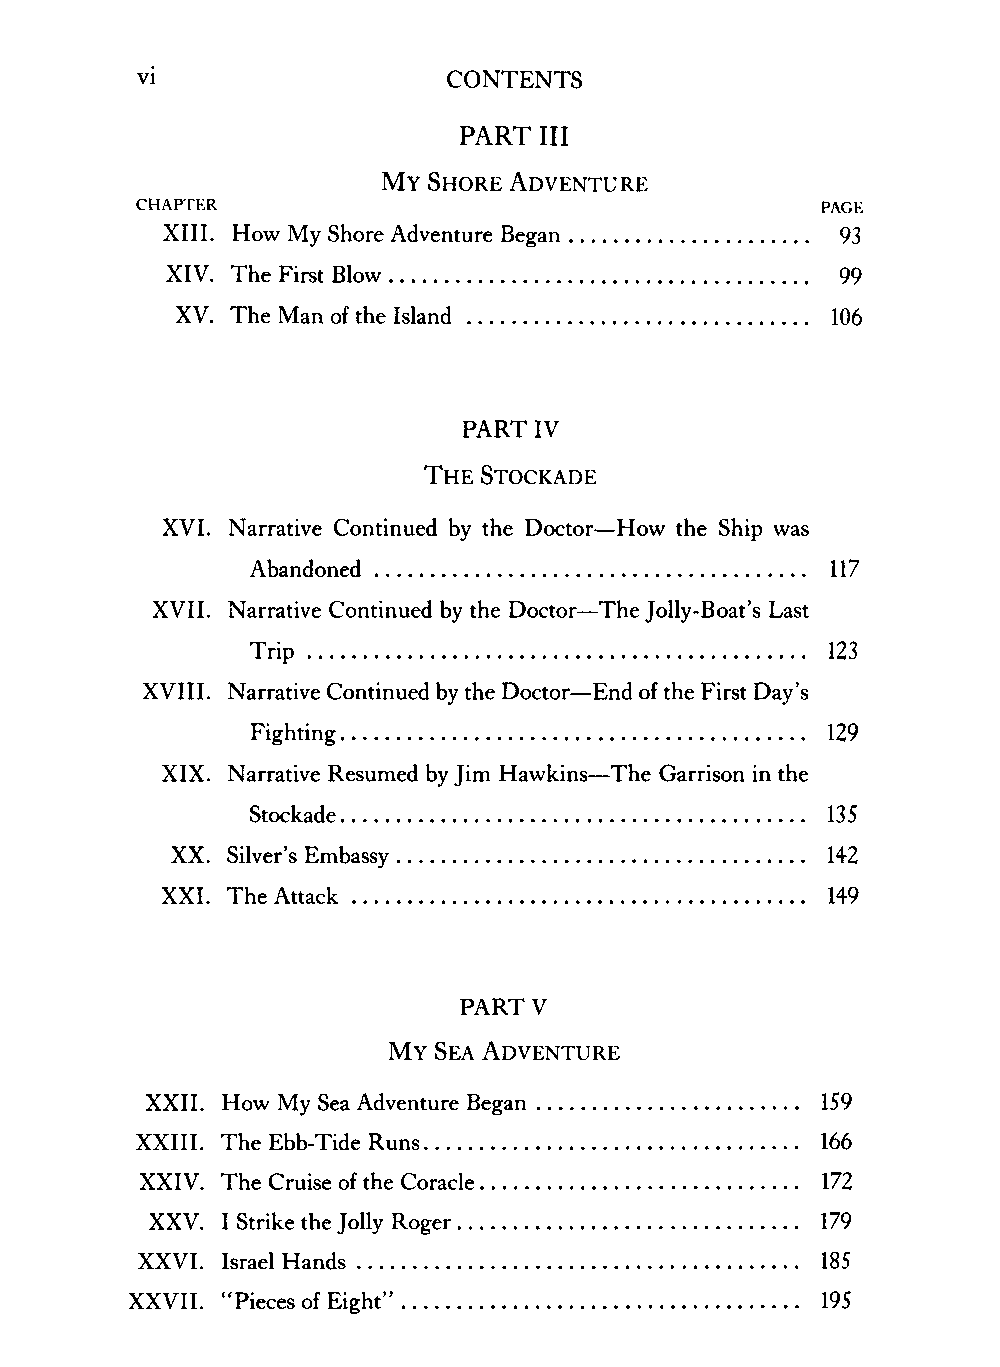 vi CONTENTS
PART III
My Shore Adventure
CHAPTER PAGE
XIII. How My Shore Adventure Began ...................... 93
XIV. The First Blow ...................................... 99
XV. The Man of the Island ............................... 106
PART IV
The Stockade
XVI. Narrative Continued by the Doctor—How the Ship was
Abandoned ....................................... 117
XVII. Narrative Continued by the Doctor—The Jolly-Boat's Last
Trip ............................................. 123
XVIII. Narrative Continued by the Doctor—End of the First Day's
Fighting.......................................... 129
XIX. Narrative Resumed by Jim Hawkins—The Garrison in the
Stockade.......................................... 135
XX. Silver's Embassy ..................................... 142
XXI. The Attack ......................................... 149
PART V
My Sea Adventure
XXII. How My Sea Adventure Began ........................ 159
XXIII. The Ebb-Tide Runs.................................. 166
XXIV. The Cruise of the Coracle............................. 172
XXV. I Strike the Jolly Roger ............................... 179
XXVI. Israel Hands ........................................ 185
XXVII. "Pieces of Eight" .................................... 195